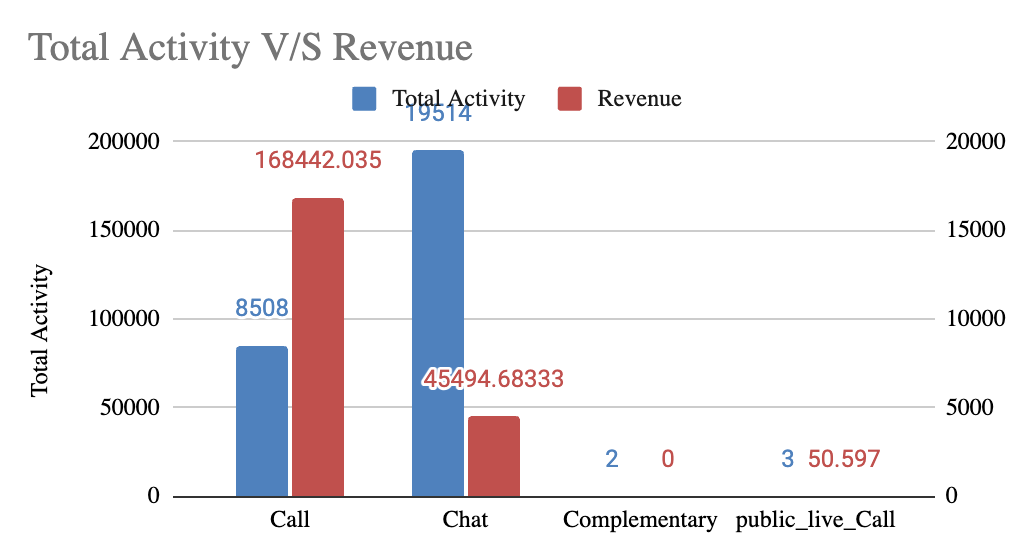 Total Activity V/S Revenue
Total Activity Revenue
19514
200000 20000
168442.035
150000 15000
Total Activity
8508
100000 10000
45494.68333
50000 5000
2 0 3 50.597
0 0
Call Chat Complementary public_live_Call